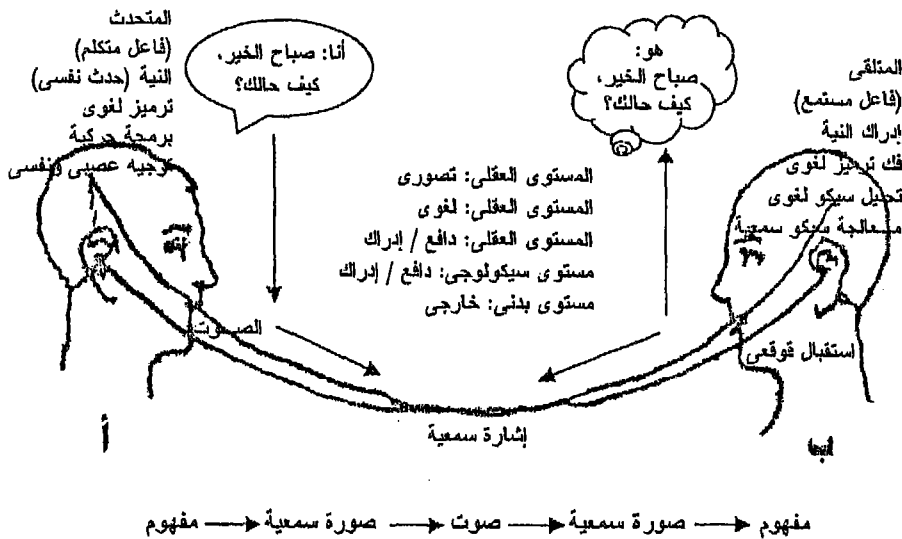 المتحدث
(فاعل متكلم)
النية (حدث نفسى)
ترميز لغوى
برمجة حركية
توجيه عصبى ونفسى
أنا: صباح الخير،
كيف حالك؟
هو:
صباح الخير،
كيف حالك؟
المتلقى
(فاعل مستمع)
إدراك النية
فك ترميز لغوى
تحليل سيكو لغوى
معالجة سيكو سمعية
المستوى العقلى: تصورى
المستوى العقلى: لغوى
المستوى العقلى: دافع / إدراك
مستوى سيكولوجى: دافع / إدراك
مستوى بدنى: خارجى
الصوت
استقبال قوقعى
إشارة سمعية
أ
ب
مفهوم صورة سمعية صوت صورة سمعية مفهوم